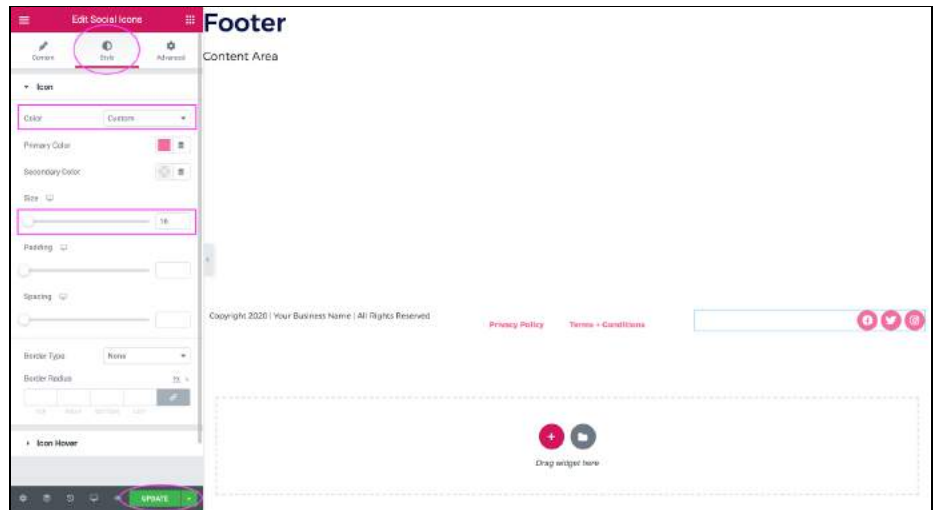 Edit Social Icons
Content
Style
Advanced
Icon
Color
Custom
Primary Color
Secondary Color
Size
16
Padding
Spacing
Border Type
None
Border Radius
Icon Hover
UPDATE
Footer
Content Area
Copyright 2020 | Your Business Name | All Rights Reserved
Privacy Policy
Terms + Conditions
Drag widget here